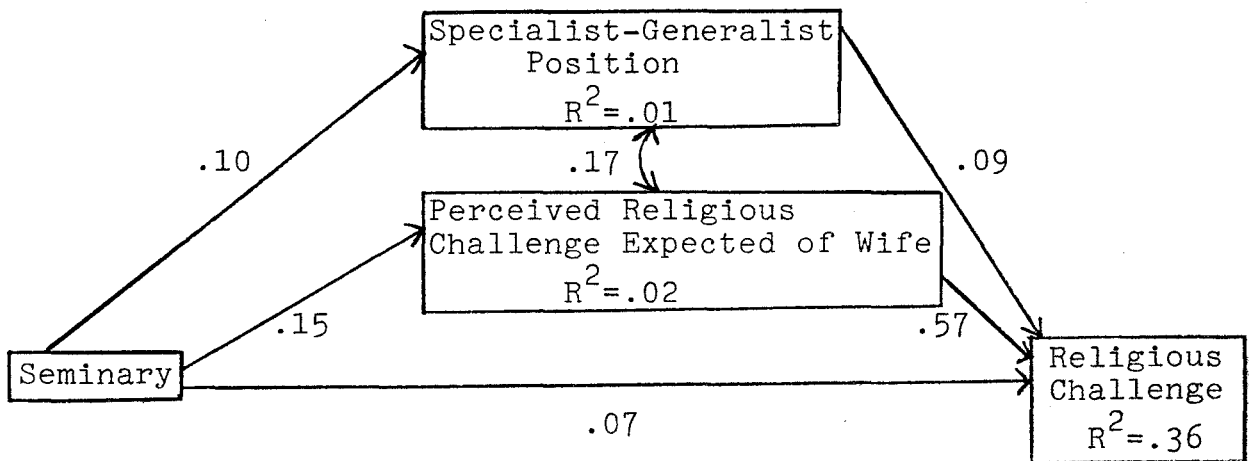 Specialist-Generalist
Position
R²=.01
.10
.17
.09
Perceived Religious
Challenge Expected of Wife
R²=.02
.15
.57
Seminary
Religious
Challenge
R²=.36
.07